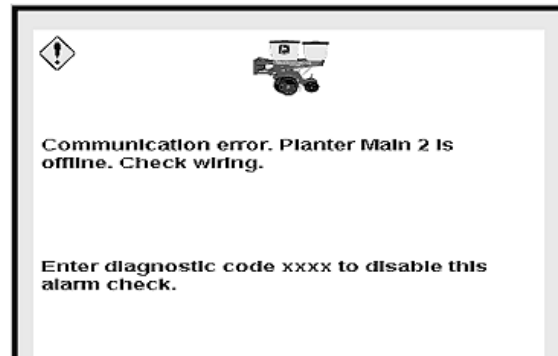 Communication error. Planter Main 2 is
offline. Check wiring.
Enter diagnostic code xxxx to disable this
alarm check.